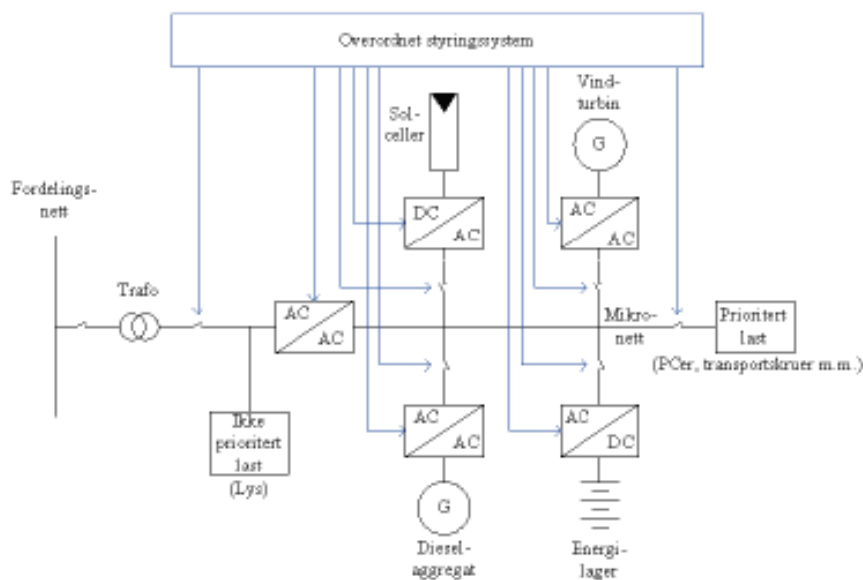 Overordnet styringssystem
Vind-
turbin
G
Sol-
celler
Fordelings-
nett
DC
AC
AC
AC
Trafo
AC
AC
Mikro-
nett
Prioritert
last
(PCer, transportskruer m.m.)
Ikke
prioritert
last
(Lys)
AC
AC
AC
DC
G
Diesel-
aggregat
Energi-
lager